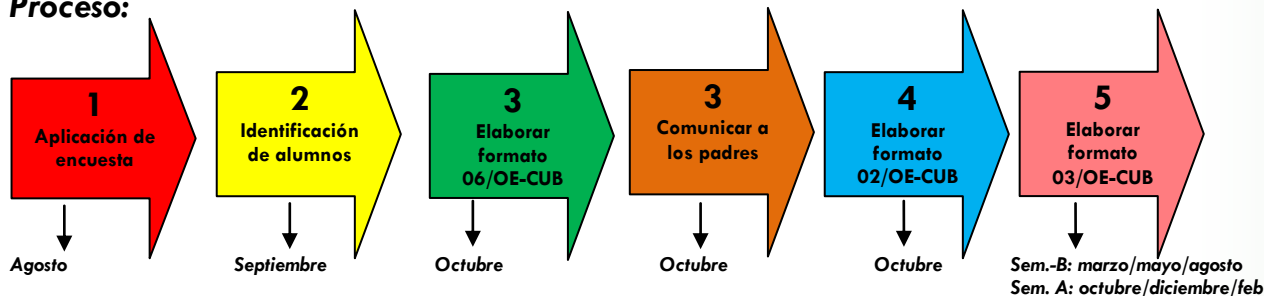 Proceso:
1
Aplicación de
encuesta
2
Identificación
de alumnos
3
Elaborar
formato
06/OE-CUB
3
Comunicar a
los padres
4
Elaborar
formato
02/OE-CUB
5
Elaborar
formato
03/OE-CUB
Agosto
Septiembre
Octubre
Octubre
Octubre
Sem.-B: marzo/mayo/agosto
Sem. A: octubre/diciembre/feb